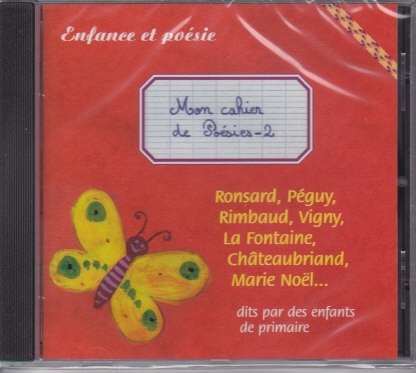 Enfance et poésie
Mon cahier
de Poésies-2
Ronsard, Péguy,
Rimbaud, Vigny,
La Fontaine,
Châteaubriand,
Marie Noël...
dits par des enfants
de primaire